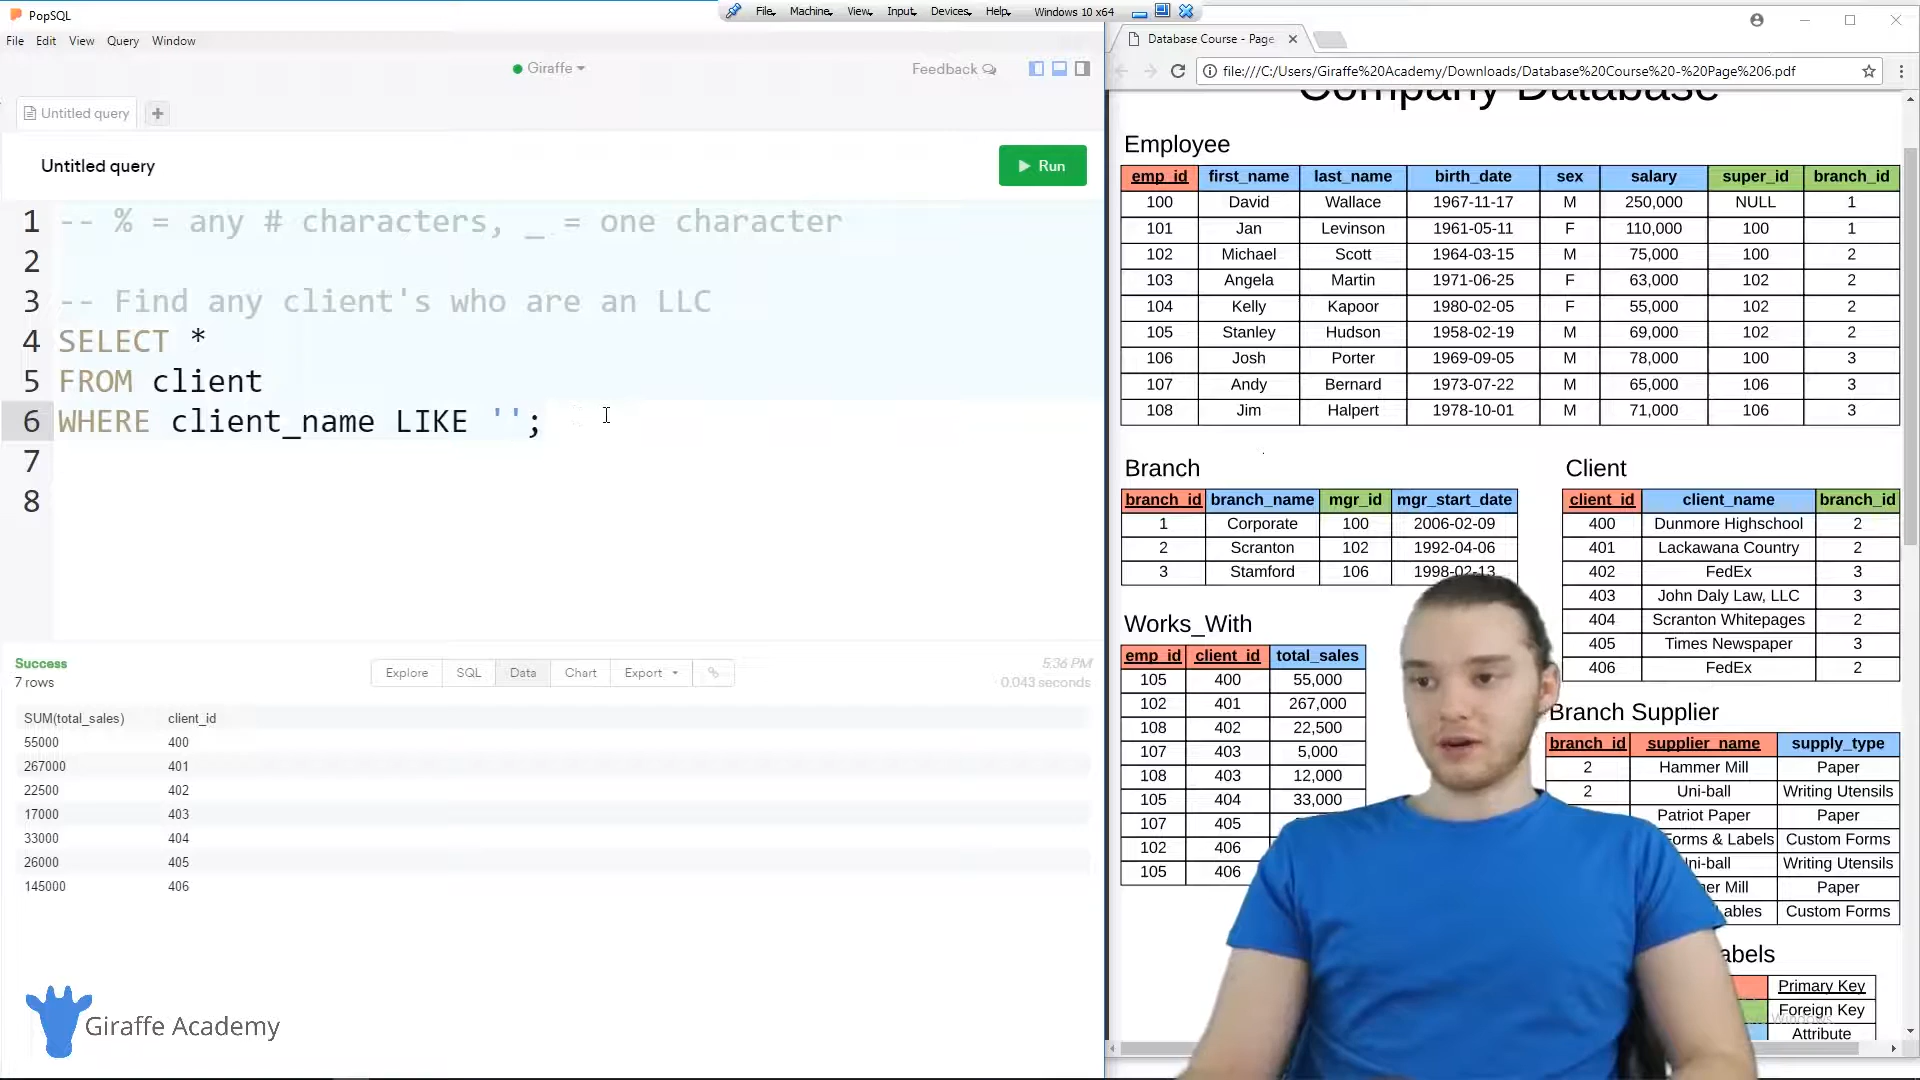 PopSQL
File Machine View Input Devices Help Windows 10 x64
File Edit View Query Window
Giraffe
Feedback
Untitled query
Untitled query
Run
1 -- % = any # characters, _ = one character
2
3 -- Find any client's who are an LLC
4 SELECT *
5 FROM client
6 WHERE client_name LIKE '';
7
8
Success
7 rows
Explore SQL Data Chart Export
5:36 PM
0.043 seconds
SUM(total_sales) client_id
55000 400
267000 401
22500 402
17000 403
33000 404
26000 405
145000 406
Giraffe Academy
Database Course - Page
file:///C:/Users/Giraffe%20Academy/Downloads/Database%20Course%20-%20Page%206.pdf
Company Database
Employee
emp_id first_name last_name birth_date sex salary super_id branch_id
100 David Wallace 1967-11-17 M 250,000 NULL 1
101 Jan Levinson 1961-05-11 F 110,000 100 1
102 Michael Scott 1964-03-15 M 75,000 100 2
103 Angela Martin 1971-06-25 F 63,000 102 2
104 Kelly Kapoor 1980-02-05 F 55,000 102 2
105 Stanley Hudson 1958-02-19 M 69,000 102 2
106 Josh Porter 1969-09-05 M 78,000 100 3
107 Andy Bernard 1973-07-22 M 65,000 106 3
108 Jim Halpert 1978-10-01 M 71,000 106 3
Branch
branch_id branch_name mgr_id mgr_start_date
1 Corporate 100 2006-02-09
2 Scranton 102 1992-04-06
3 Stamford 106 1998-02-13
Works_With
emp_id client_id total_sales
105 400 55,000
102 401 267,000
108 402 22,500
107 403 5,000
108 403 12,000
105 404 33,000
107 405
102 406
105 406
Client
client_id client_name branch_id
400 Dunmore Highschool 2
401 Lackawana Country 2
402 FedEx 3
403 John Daly Law, LLC 3
404 Scranton Whitepages 2
405 Times Newspaper 3
406 FedEx 2
Branch Supplier
branch_id supplier_name supply_type
2 Hammer Mill Paper
2 Uni-ball Writing Utensils
Patriot Paper Paper
Forms & Labels Custom Forms
ni-ball Writing Utensils
er Mill Paper
ables Custom Forms
abels
Primary Key
Foreign Key
Attribute